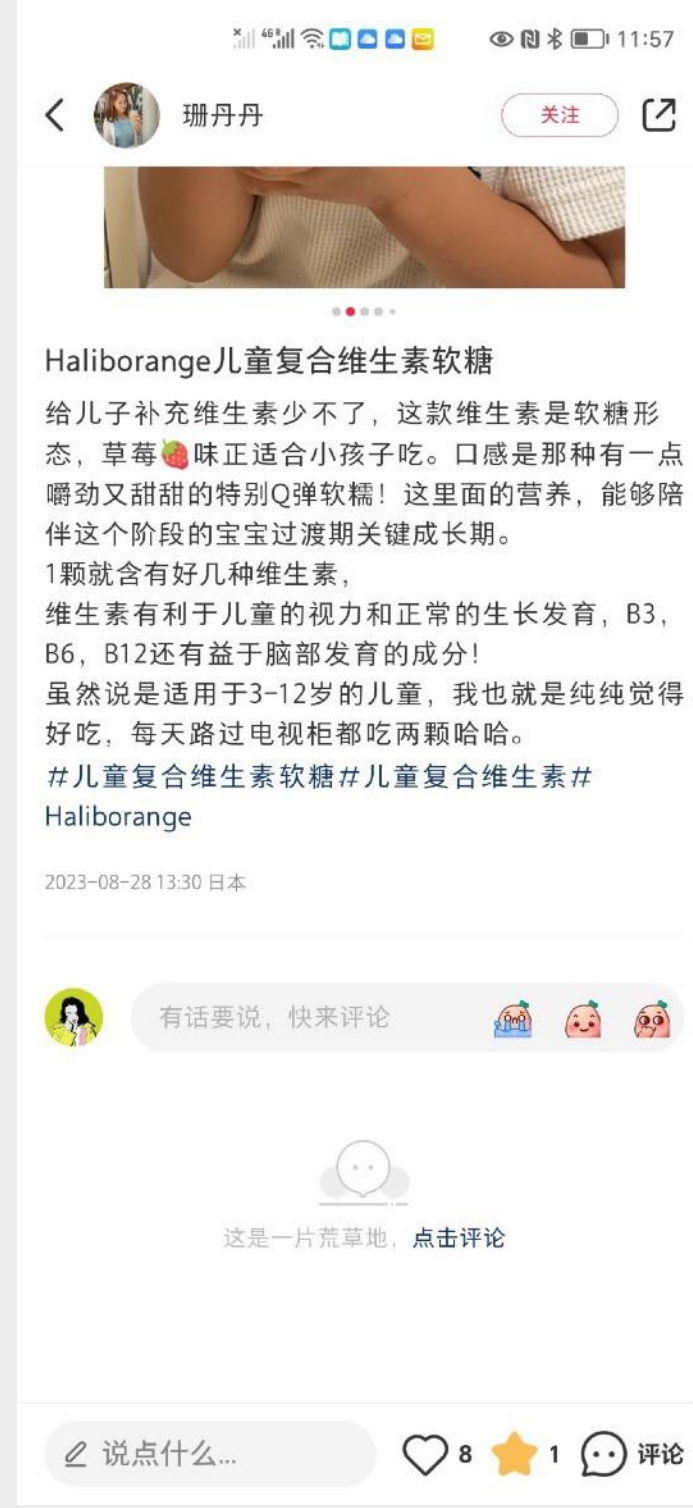 46 11:57
珊丹丹 关注
Haliborange儿童复合维生素软糖
给儿子补充维生素少不了，这款维生素是软糖形
态，草莓🍓味正适合小孩子吃。口感是那种有一点
嚼劲又甜甜的特别Q弹软糯！这里面的营养，能够陪
伴这个阶段的宝宝过渡期关键成长期。
1颗就含有好几种维生素，
维生素有利于儿童的视力和正常的生长发育，B3，
B6，B12还有益于脑部发育的成分！
虽然说是适用于3-12岁的儿童，我也就是纯纯觉得
好吃，每天路过电视柜都吃两颗哈哈。
#儿童复合维生素软糖#儿童复合维生素#
Haliborange
2023-08-28 13:30 日本
有话要说，快来评论
这是一片荒草地，点击评论
说点什么... 8 1 评论